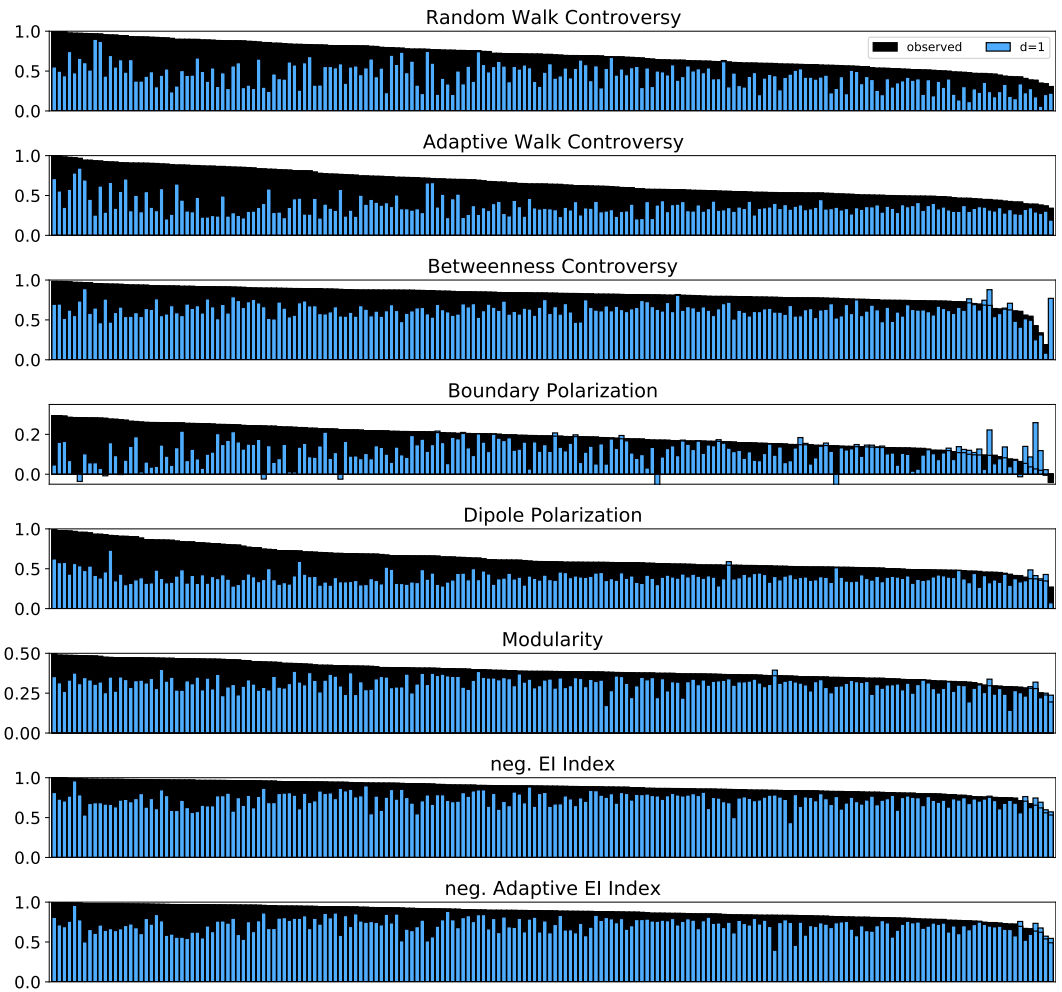 Random Walk Controversy
1.0
observed d=1
0.5
0.0
Adaptive Walk Controversy
1.0
0.5
0.0
Betweenness Controversy
1.0
0.5
0.0
Boundary Polarization
0.2
0.0
Dipole Polarization
1.0
0.5
0.0
Modularity
0.50
0.25
0.00
neg. EI Index
1.0
0.5
0.0
neg. Adaptive EI Index
1.0
0.5
0.0